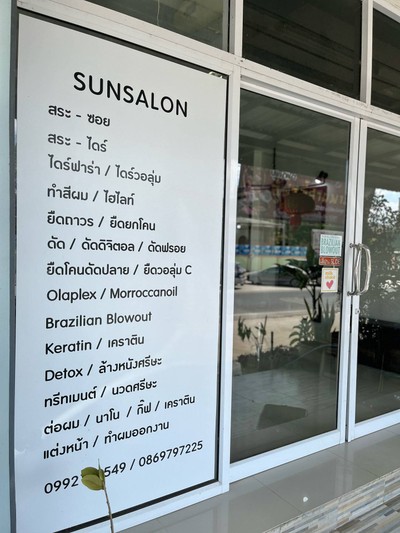 SUNSALON
สระ - ซอย
สระ - ไดร์
ไดร์ฟาร่า / ไดร์วอลุ่ม
ทำสีผม / ไฮไลท์
ยืดถาวร / ยืดยกโคน
ดัด / ดัดดิจิตอล / ดัดฟรอย
ยืดโคนดัดปลาย / ยืดวอลุ่ม C
Olaplex / Morroccanoil
Brazilian Blowout
Keratin / เคราติน
Detox / ล้างหนังศรีษะ
ทรีทเมนต์ / นวดศรีษะ
ต่อผม / นาโน / กิ๊ฟ / เคราติน
แต่งหน้า / ทำผมออกงาน
0992 549 / 0869797225
BRAZILIAN
BLOWOUT